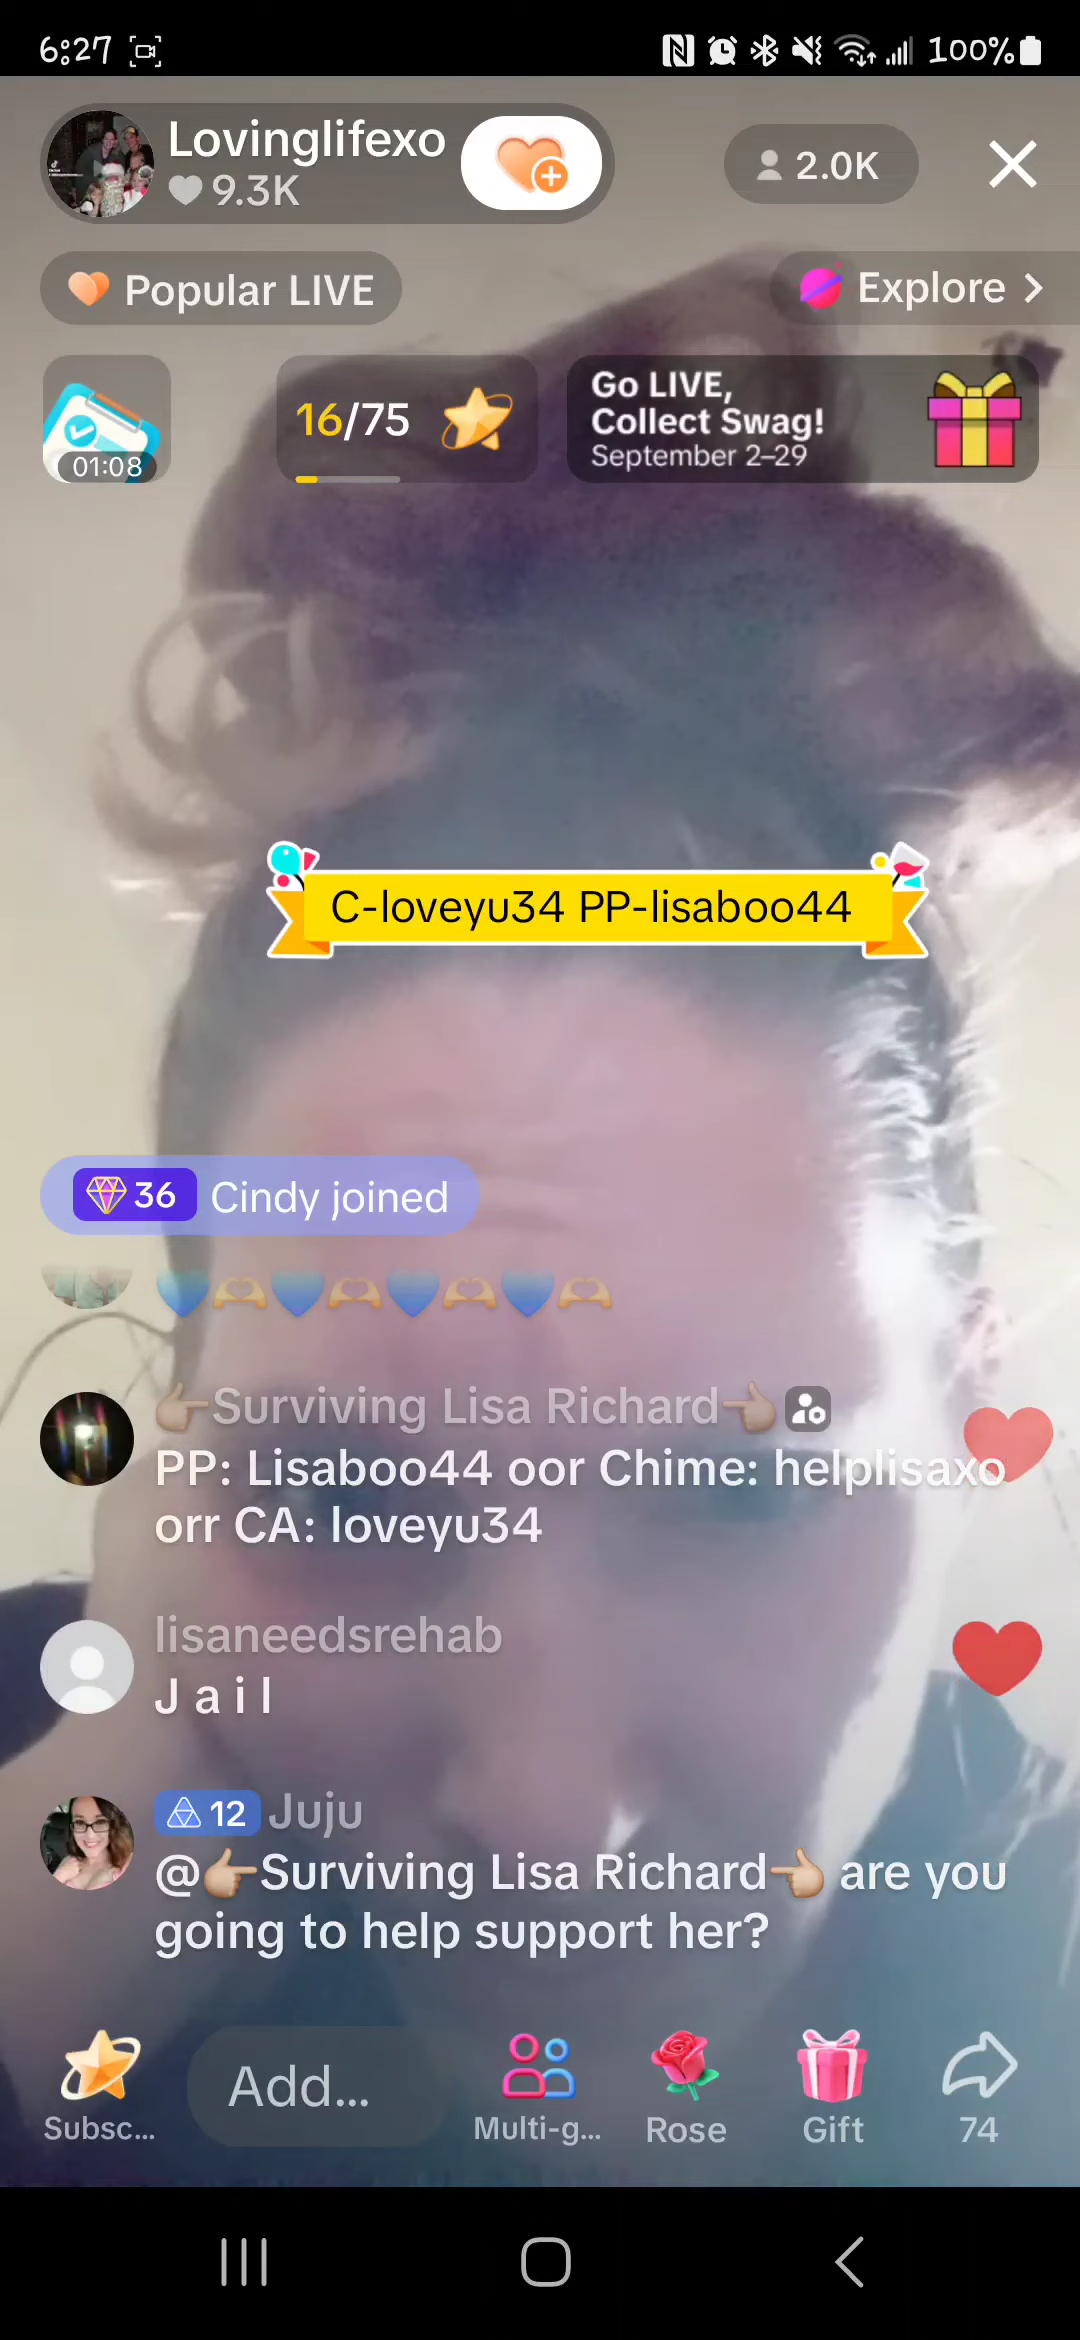 6:27
100%
Lovinglifexo
9.3K
2.0K
Popular LIVE
Explore
01:08
16/75
Go LIVE,
Collect Swag!
September 2–29
C-loveyu34 PP-lisaboo44
36 Cindy joined
💙🫶💙🫶💙🫶💙🫶
👉🏼Surviving Lisa Richard👈🏼
PP: Lisaboo44 oor Chime: helplisaxo
orr CA: loveyu34
lisaneedsrehab
J a i l
12 Juju
@👉🏼Surviving Lisa Richard👈🏼 are you
going to help support her?
Add...
Subsc...
Multi-g...
Rose
Gift
74